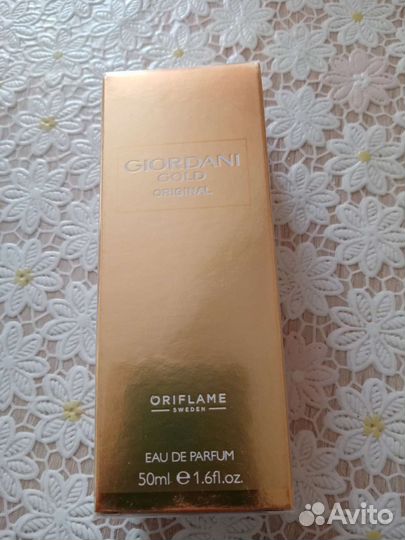 GIORDANI
GOLD
ORIGINAL
ORIFLAME
SWEDEN
EAU DE PARFUM
50ml ℮ 1.6fl.oz.
Avito